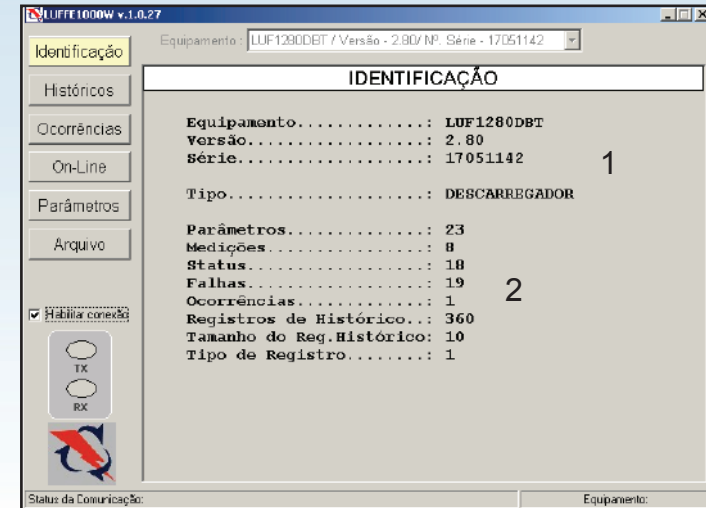 LUFFE1000W v.1.0.27
Equipamento : LUF1280DBT / Versão - 2.80/ Nº. Série - 17051142
Identificação
Históricos
Ocorrências
On-Line
Parâmetros
Arquivo
Habilitar conexão
TX
RX
IDENTIFICAÇÃO
Equipamento.............: LUF1280DBT
Versão..................: 2.80
Série...................: 17051142
1
Tipo....................: DESCARREGADOR
Parâmetros..............: 23
Medições................: 8
Status..................: 18
Falhas..................: 19
2
Ocorrências.............: 1
Registros de Histórico..: 360
Tamanho do Reg.Histórico: 10
Tipo de Registro........: 1
Status da Comunicação:
Equipamento: